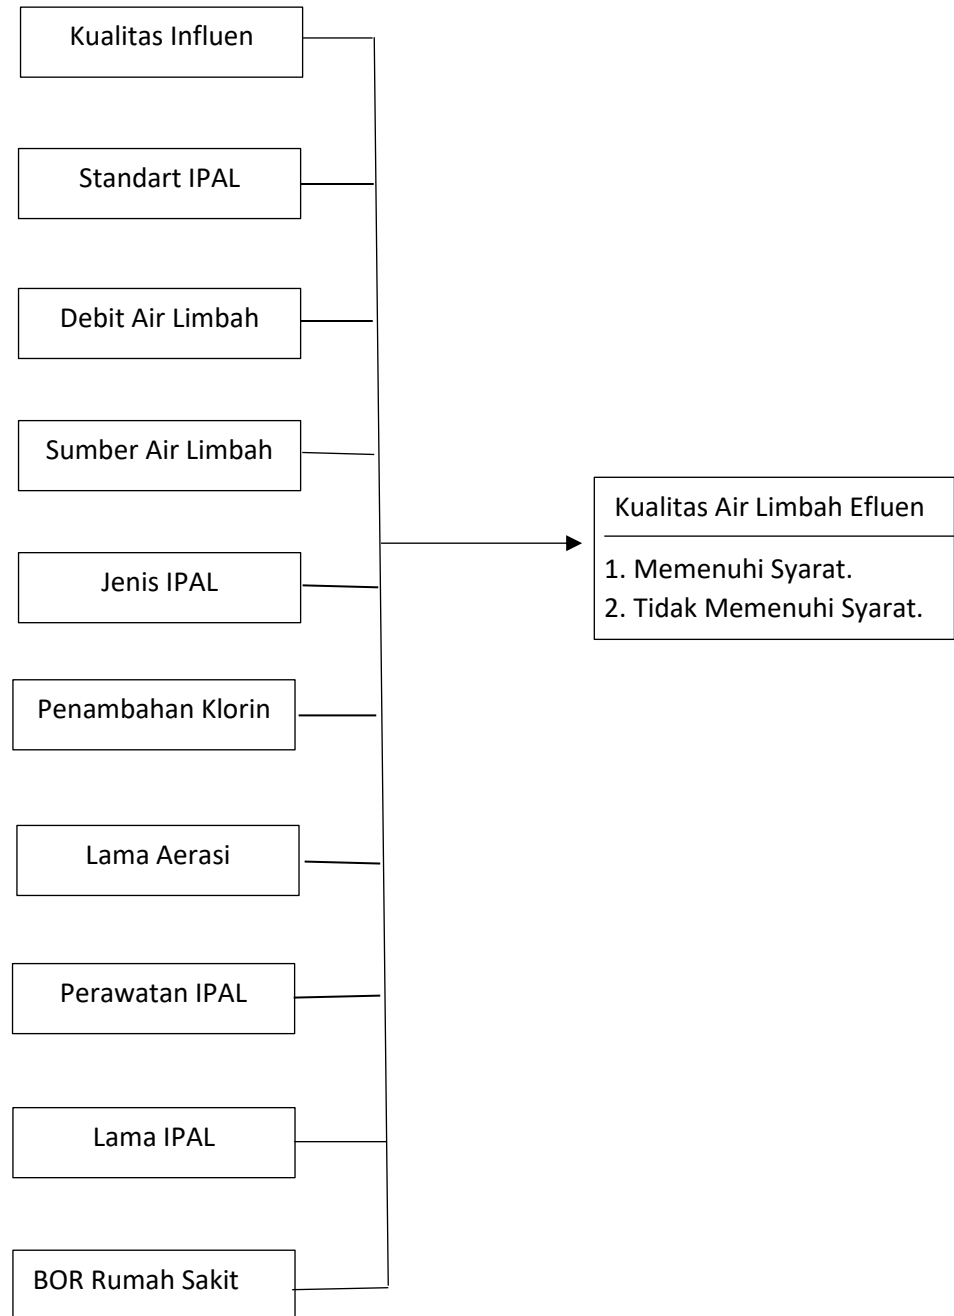 Kualitas Influen
Standart IPAL
Debit Air Limbah
Sumber Air Limbah
Kualitas Air Limbah Efluen
1. Memenuhi Syarat.
2. Tidak Memenuhi Syarat.
Jenis IPAL
Penambahan Klorin
Lama Aerasi
Perawatan IPAL
Lama IPAL
BOR Rumah Sakit